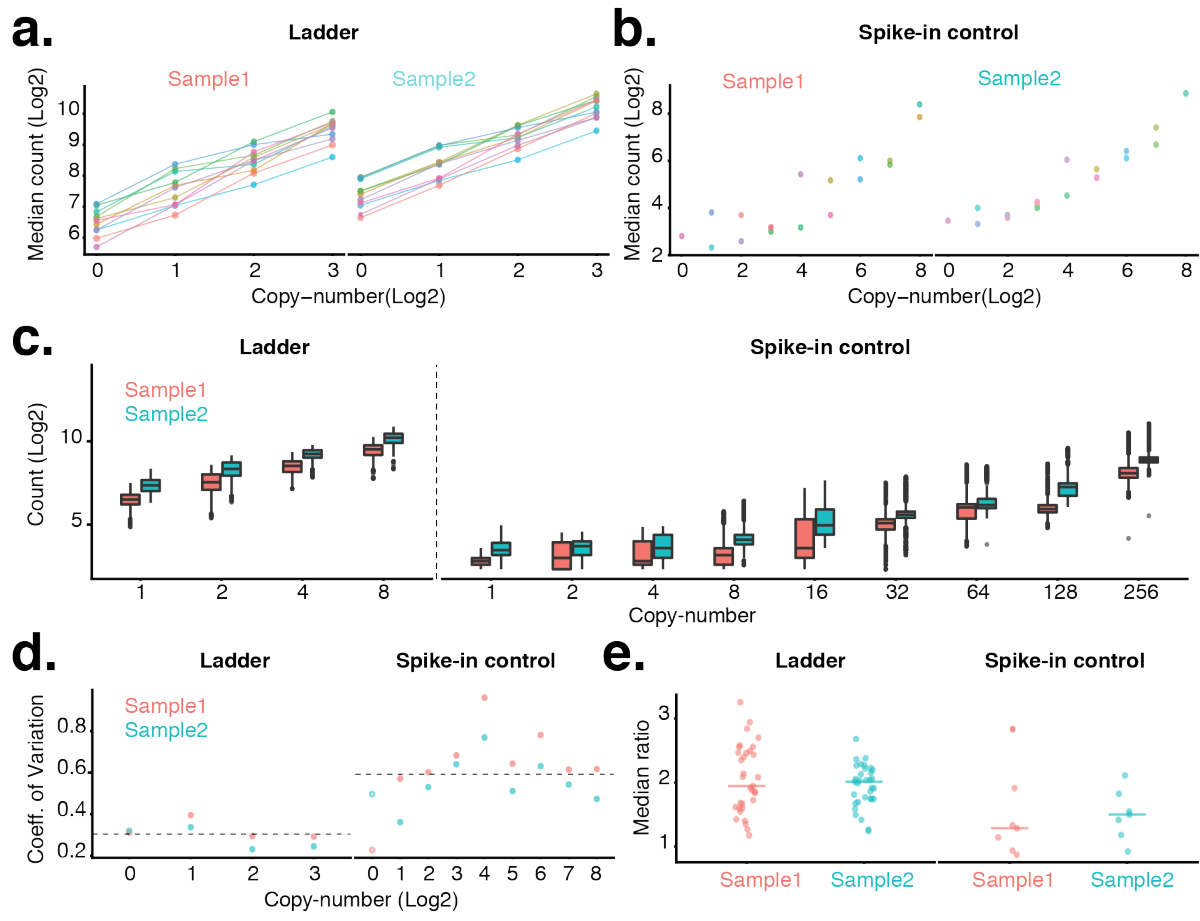 a.
Ladder
Sample1 Sample2
Median count (Log2)
10
9
8
7
6
0 1 2 3 0 1 2 3
Copy−number(Log2)
b.
Spike-in control
Sample1 Sample2
Median count (Log2)
8
6
4
2
0 2 4 6 8 0 2 4 6 8
Copy−number(Log2)
c.
Ladder Spike-in control
Sample1
Sample2
Count (Log2)
10
5
1 2 4 8 1 2 4 8 16 32 64 128 256
Copy-number
d.
Ladder Spike-in control
Sample1
Sample2
Coeff. of Variation
0.8
0.6
0.4
0.2
0 1 2 3 0 1 2 3 4 5 6 7 8
Copy-number (Log2)
e.
Ladder Spike-in control
Median ratio
3
2
1
Sample1 Sample2 Sample1 Sample2